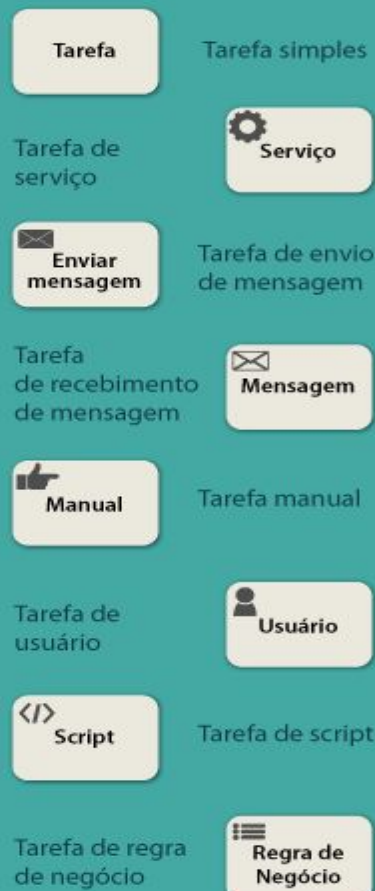 Tarefa
Tarefa simples
Tarefa de
serviço
Serviço
Enviar
mensagem
Tarefa de envio
de mensagem
Tarefa
de recebimento
de mensagem
Mensagem
Manual
Tarefa manual
Tarefa de
usuário
Usuário
</>
Script
Tarefa de script
Tarefa de regra
de negócio
Regra de
Negócio